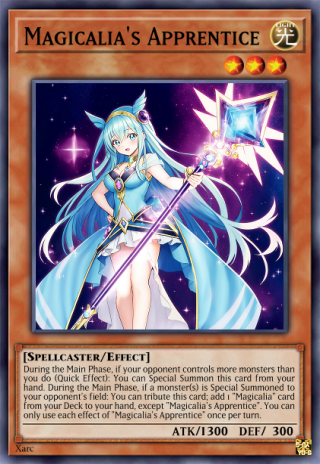 Magicalia's Apprentice
LIGHT
光
[Spellcaster/Effect]
During the Main Phase, if your opponent controls more monsters than
you do (Quick Effect): You can Special Summon this card from your
hand. During the Main Phase, if a monster(s) is Special Summoned to
your opponent's field: You can tribute this card; add 1 "Magicalia" card
from your Deck to your hand, except "Magicalia's Apprentice". You can
only use each effect of "Magicalia's Apprentice" once per turn.
ATK/1300 DEF/ 300
Xarc